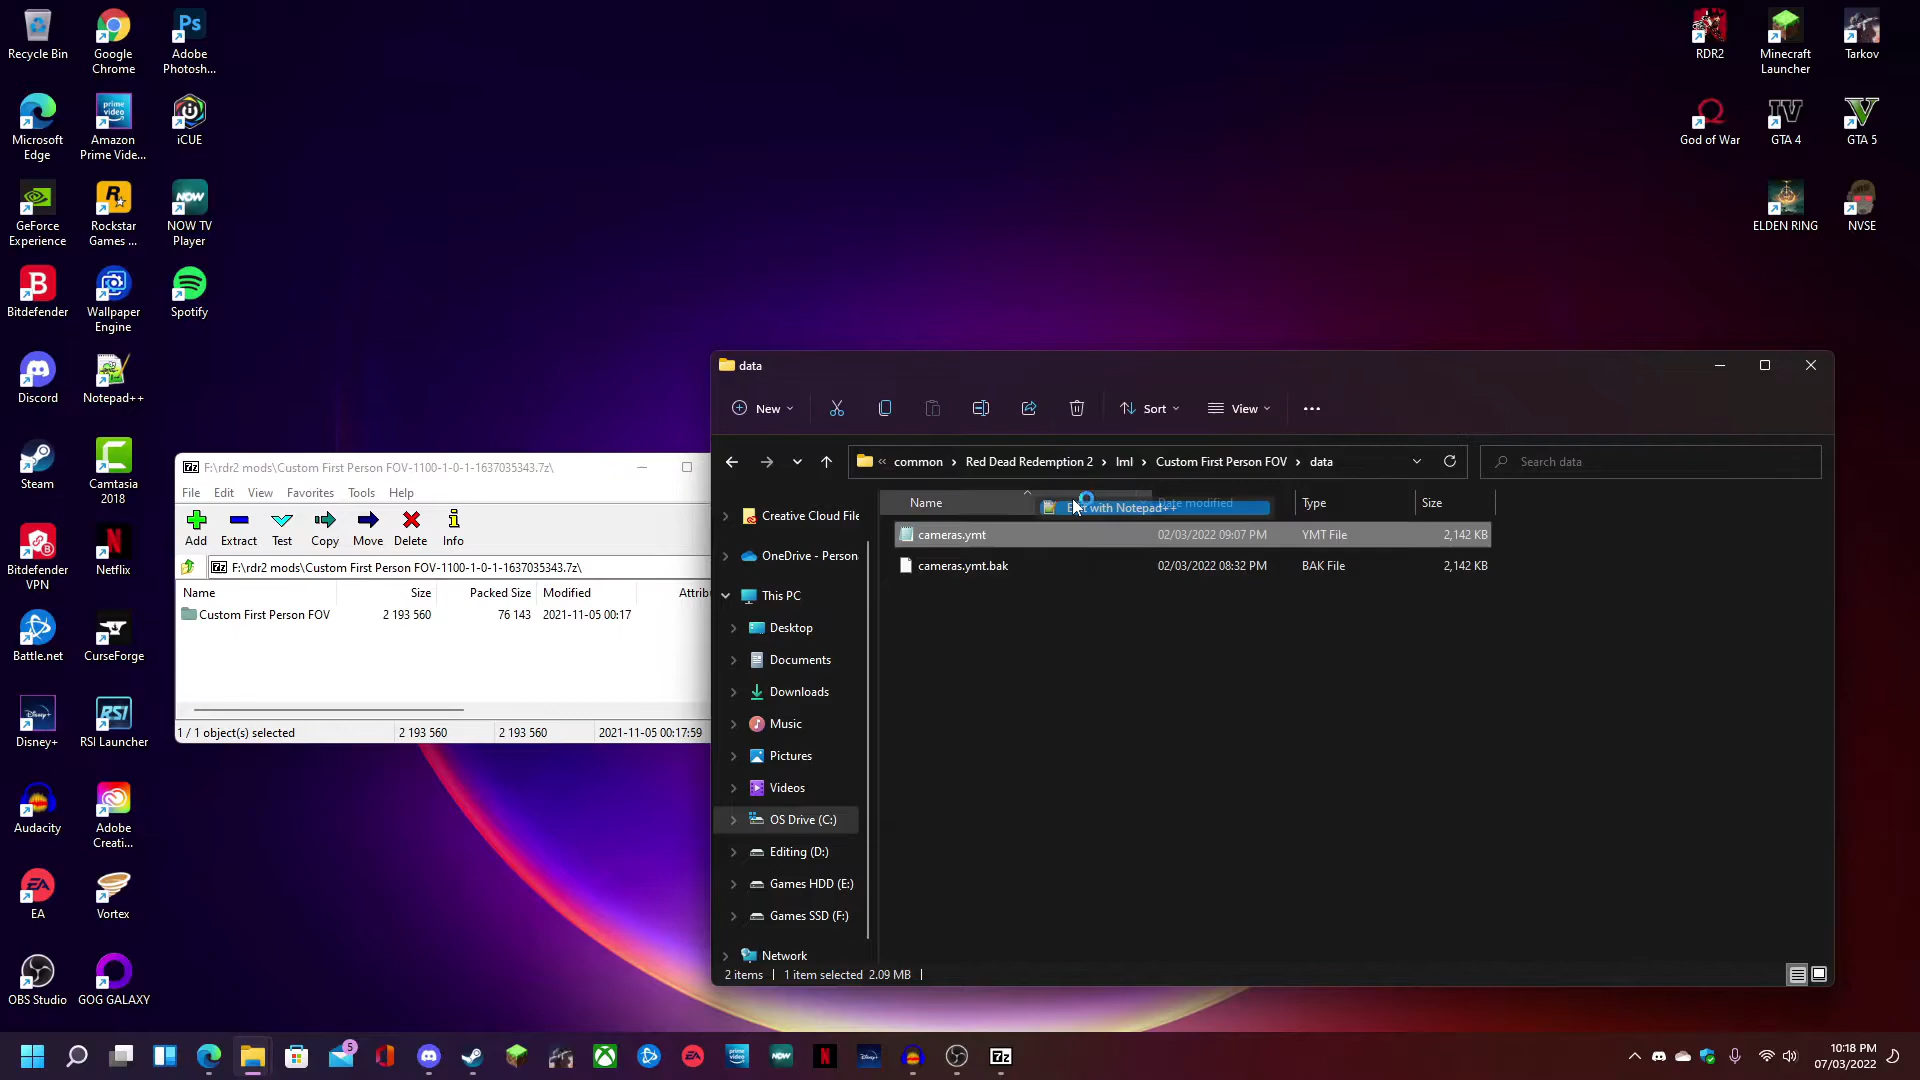 Recycle Bin
Google
Chrome
Adobe
Photosh...
Microsoft
Edge
Amazon
Prime Vide...
iCUE
GeForce
Experience
Rockstar
Games ...
NOW TV
Player
Bitdefender
Wallpaper
Engine
Spotify
Discord
Notepad++
Steam
Camtasia
2018
Bitdefender
VPN
Netflix
Battle.net
CurseForge
Disney+
RSI Launcher
Audacity
Adobe
Creati...
EA
Vortex
OBS Studio
GOG GALAXY
RDR2
Minecraft
Launcher
Tarkov
God of War
GTA 4
GTA 5
ELDEN RING
NVSE
F:\rdr2 mods\Custom First Person FOV-1100-1-0-1-1637035343.7z\
File Edit View Favorites Tools Help
Add Extract Test Copy Move Delete Info
F:\rdr2 mods\Custom First Person FOV-1100-1-0-1-1637035343.7z\
Name Size Packed Size Modified Attribu
Custom First Person FOV 2 193 560 76 143 2021-11-05 00:17
1 / 1 object(s) selected 2 193 560 2 193 560 2021-11-05 00:17:59
data
New Sort View
« common > Red Dead Redemption 2 > lml > Custom First Person FOV > data
Search data
Name Date modified Type Size
with Notepad++
cameras.ymt 02/03/2022 09:07 PM YMT File 2,142 KB
cameras.ymt.bak 02/03/2022 08:32 PM BAK File 2,142 KB
Creative Cloud File
OneDrive - Person
This PC
Desktop
Documents
Downloads
Music
Pictures
Videos
OS Drive (C:)
Editing (D:)
Games HDD (E:)
Games SSD (F:)
Network
2 items 1 item selected 2.09 MB
5
10:18 PM
07/03/2022